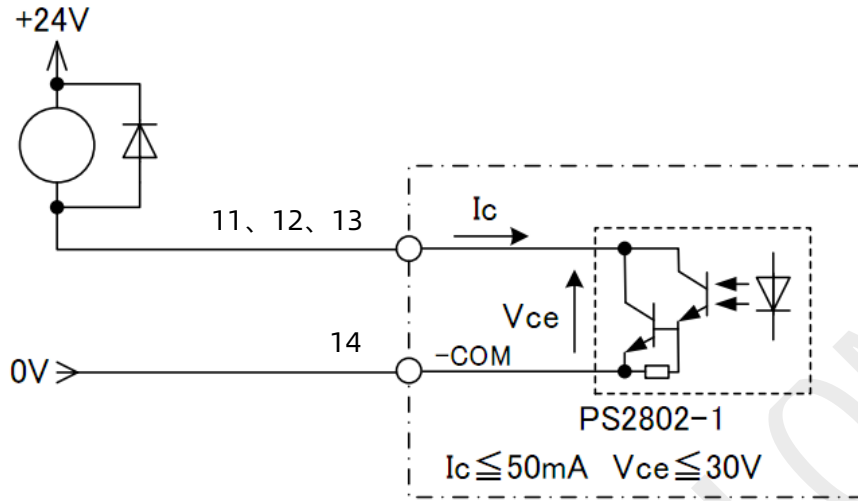 +24V
11、12、13
Ic
Vce
14
-COM
0V
PS2802-1
Ic≦50mA Vce≦30V